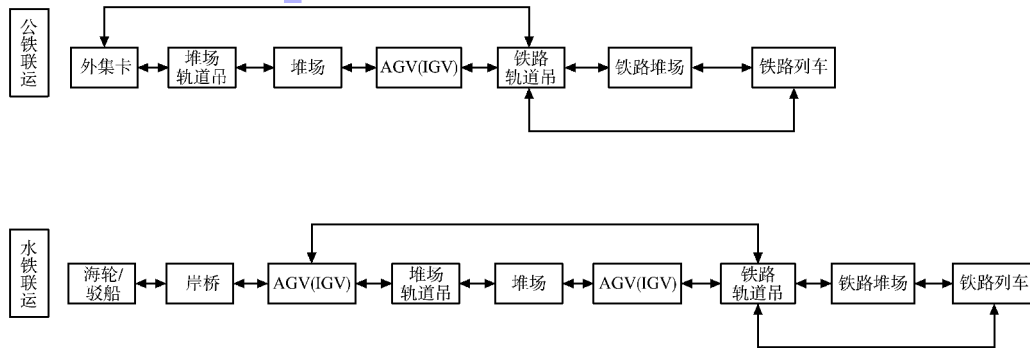 公铁联运
外集卡
堆场
轨道吊
堆场
AGV(IGV)
铁路
轨道吊
铁路堆场
铁路列车
水铁联运
海轮/
驳船
岸桥
AGV(IGV)
堆场
轨道吊
堆场
AGV(IGV)
铁路
轨道吊
铁路堆场
铁路列车